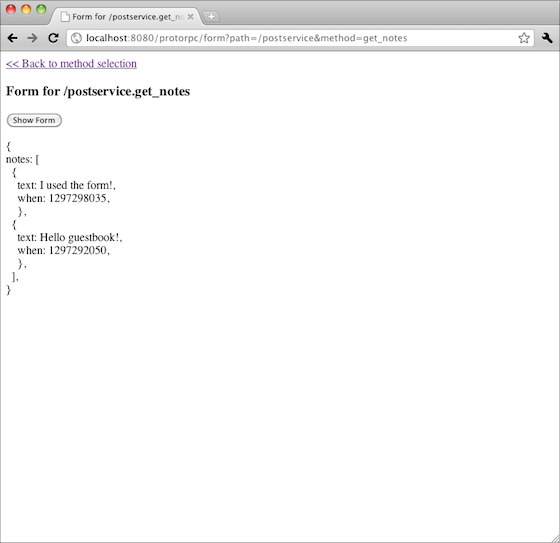 Form for /postservice.get_no
localhost:8080/protorpc/form?path=/postservice&method=get_notes
<< Back to method selection
Form for /postservice.get_notes
Show Form
{
notes: [
{
text: I used the form!,
when: 1297298035,
},
{
text: Hello guestbook!,
when: 1297292050,
},
],
}